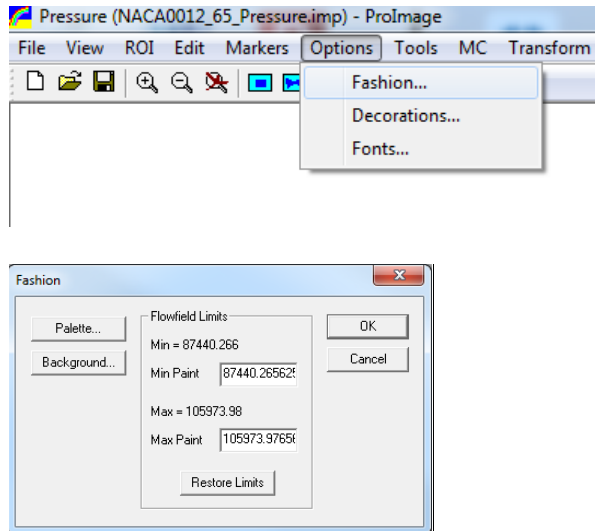 Pressure (NACA0012_65_Pressure.imp) - ProImage
File View ROI Edit Markers Options Tools MC Transform
Fashion...
Decorations...
Fonts...
Fashion
Palette...
Background...
Flowfield Limits
Min = 87440.266
Min Paint 87440.265625
Max = 105973.98
Max Paint 105973.97656
Restore Limits
OK
Cancel